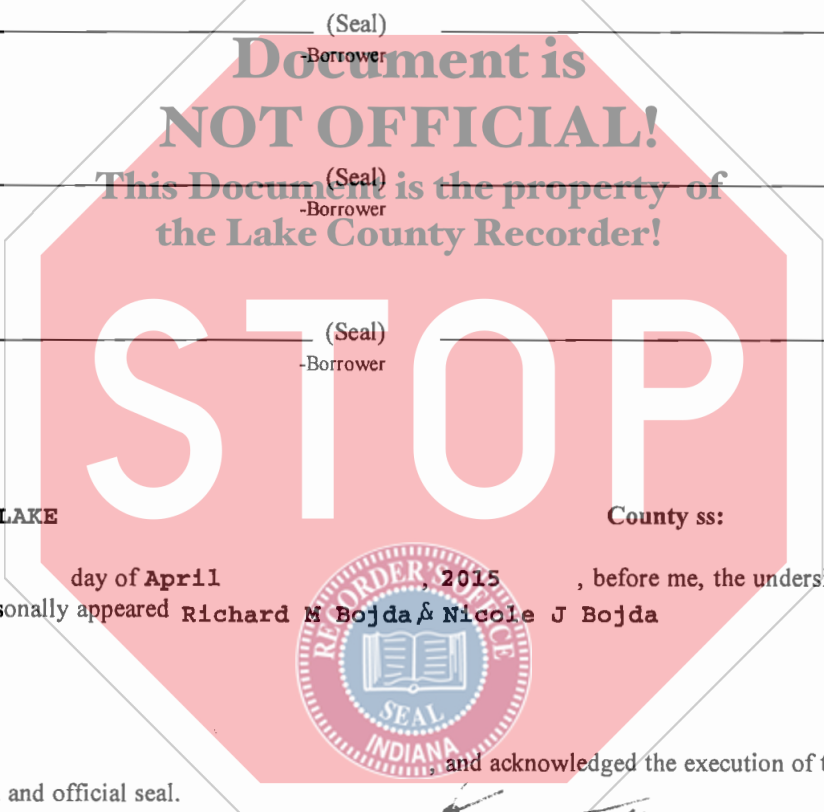 (Seal)
-Borrower
Document is
NOT OFFICIAL!
(Seal)
This Document is the property of
-Borrower
the Lake County Recorder!
STOP
(Seal)
-Borrower
LAKE County ss:
day of April , 2015 , before me, the undersi
sonally appeared Richard M Bojda & Nicole J Bojda
RECORDER'S OFFICE
SEAL
INDIANA
, and acknowledged the execution of t
and official seal.